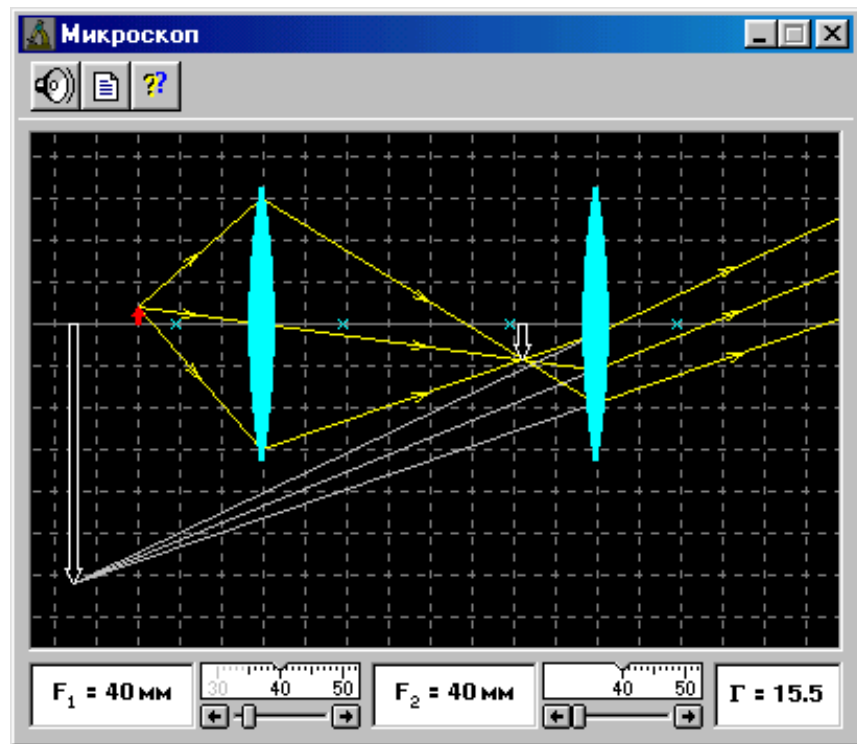 Микроскоп
??
F₁ = 40 мм
30 40 50
F₂ = 40 мм
40 50
Г = 15.5